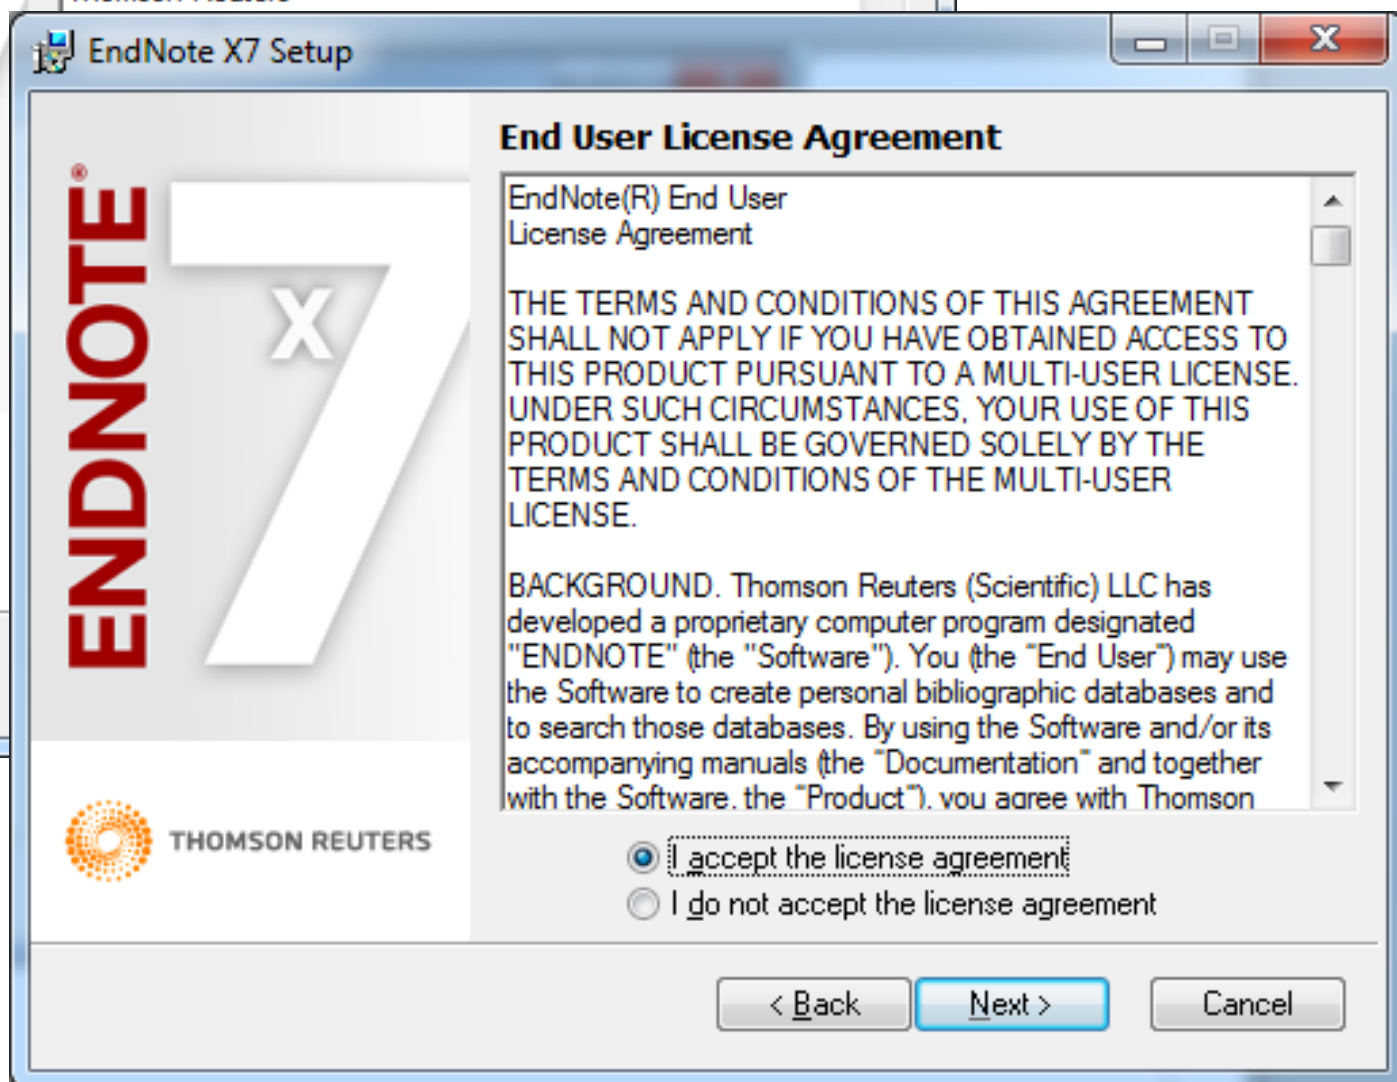 Thomson Reuters
EndNote X7 Setup
ENDNOTE®
X7
THOMSON REUTERS
End User License Agreement
EndNote(R) End User
License Agreement
THE TERMS AND CONDITIONS OF THIS AGREEMENT
SHALL NOT APPLY IF YOU HAVE OBTAINED ACCESS TO
THIS PRODUCT PURSUANT TO A MULTI-USER LICENSE.
UNDER SUCH CIRCUMSTANCES, YOUR USE OF THIS
PRODUCT SHALL BE GOVERNED SOLELY BY THE
TERMS AND CONDITIONS OF THE MULTI-USER
LICENSE.
BACKGROUND. Thomson Reuters (Scientific) LLC has
developed a proprietary computer program designated
"ENDNOTE" (the "Software"). You (the "End User") may use
the Software to create personal bibliographic databases and
to search those databases. By using the Software and/or its
accompanying manuals (the "Documentation" and together
with the Software, the "Product"), you agree with Thomson
I accept the license agreement
I do not accept the license agreement
< Back
Next >
Cancel